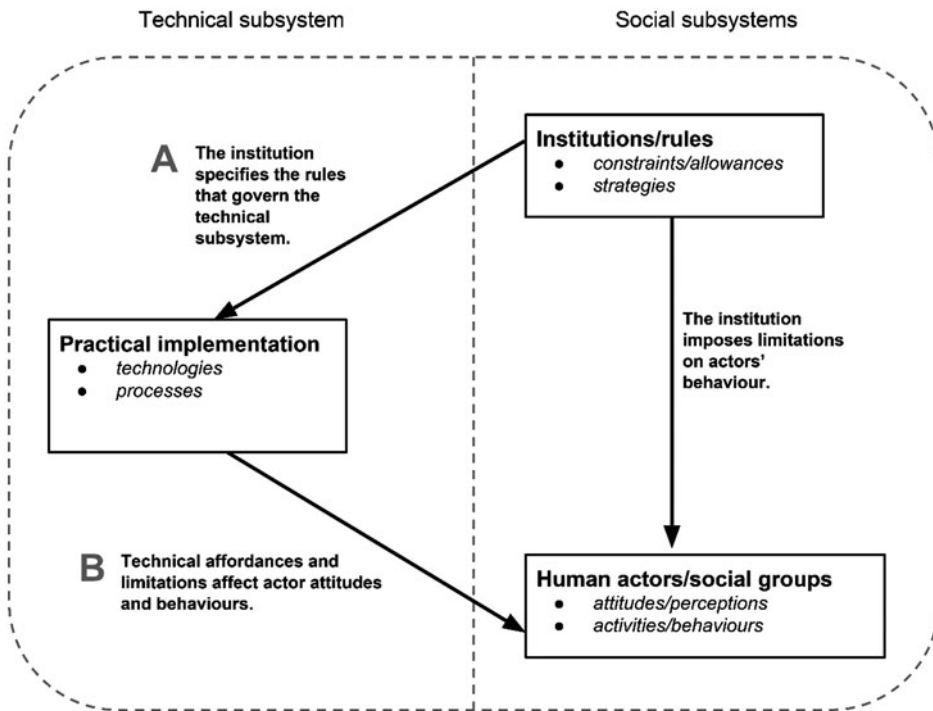 Technical subsystem
Social subsystems
A
The institution
specifies the rules
that govern the
technical
subsystem.
Institutions/rules
● constraints/allowances
● strategies
Practical implementation
● technologies
● processes
The institution
imposes limitations
on actors’
behaviour.
B
Technical affordances and
limitations affect actor attitudes
and behaviours.
Human actors/social groups
● attitudes/perceptions
● activities/behaviours